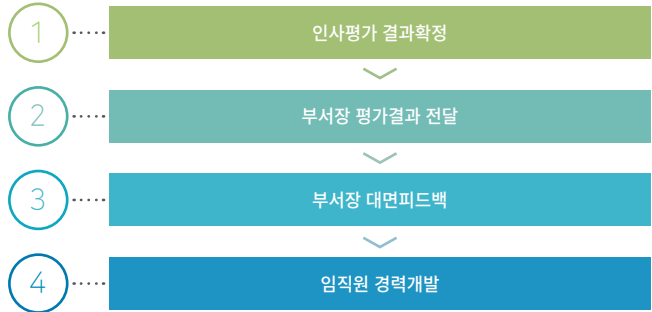 1
인사평가 결과확정
2
부서장 평가결과 전달
3
부서장 대면피드백
4
임직원 경력개발